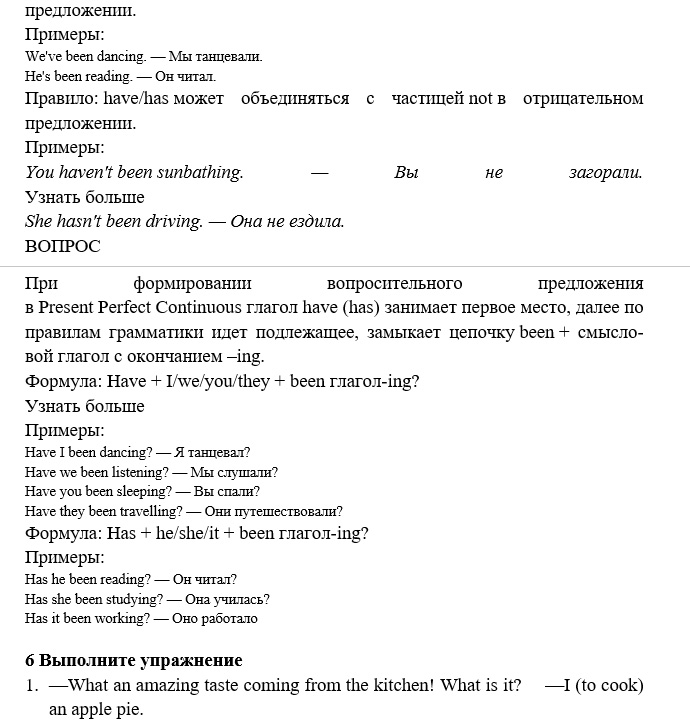 предложении.
Примеры:
We've been dancing. — Мы танцевали.
He's been reading. — Он читал.
Правило: have/has может объединяться с частицей not в отрицательном
предложении.
Примеры:
You haven't been sunbathing. — Вы не загорали.
Узнать больше
She hasn't been driving. — Она не ездила.
ВОПРОС
При формировании вопросительного предложения
в Present Perfect Continuous глагол have (has) занимает первое место, далее по
правилам грамматики идет подлежащее, замыкает цепочку been + смысло-
вой глагол с окончанием –ing.
Формула: Have + I/we/you/they + been глагол-ing?
Узнать больше
Примеры:
Have I been dancing? — Я танцевал?
Have we been listening? — Мы слушали?
Have you been sleeping? — Вы спали?
Have they been travelling? — Они путешествовали?
Формула: Has + he/she/it + been глагол-ing?
Примеры:
Has he been reading? — Он читал?
Has she been studying? — Она училась?
Has it been working? — Оно работало
6 Выполните упражнение
1. —What an amazing taste coming from the kitchen! What is it? —I (to cook)
an apple pie.